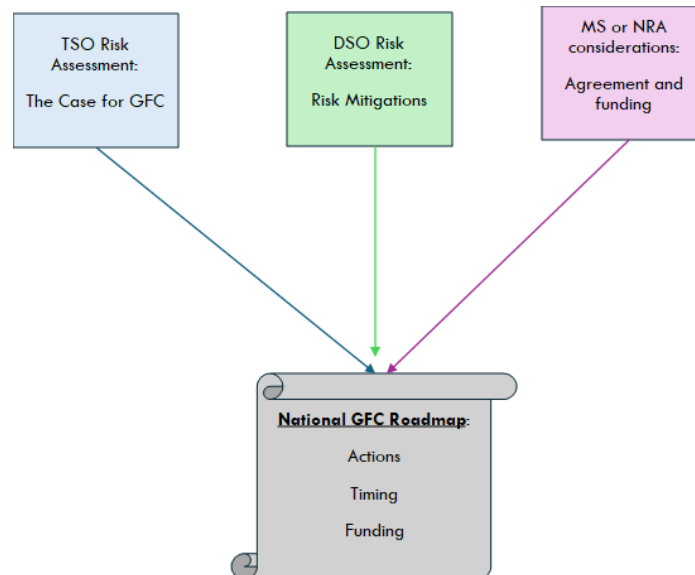 TSO Risk
Assessment:
The Case for GFC
DSO Risk
Assessment:
Risk Mitigations
MS or NRA
considerations:
Agreement and
funding
National GFC Roadmap:
Actions
Timing
Funding